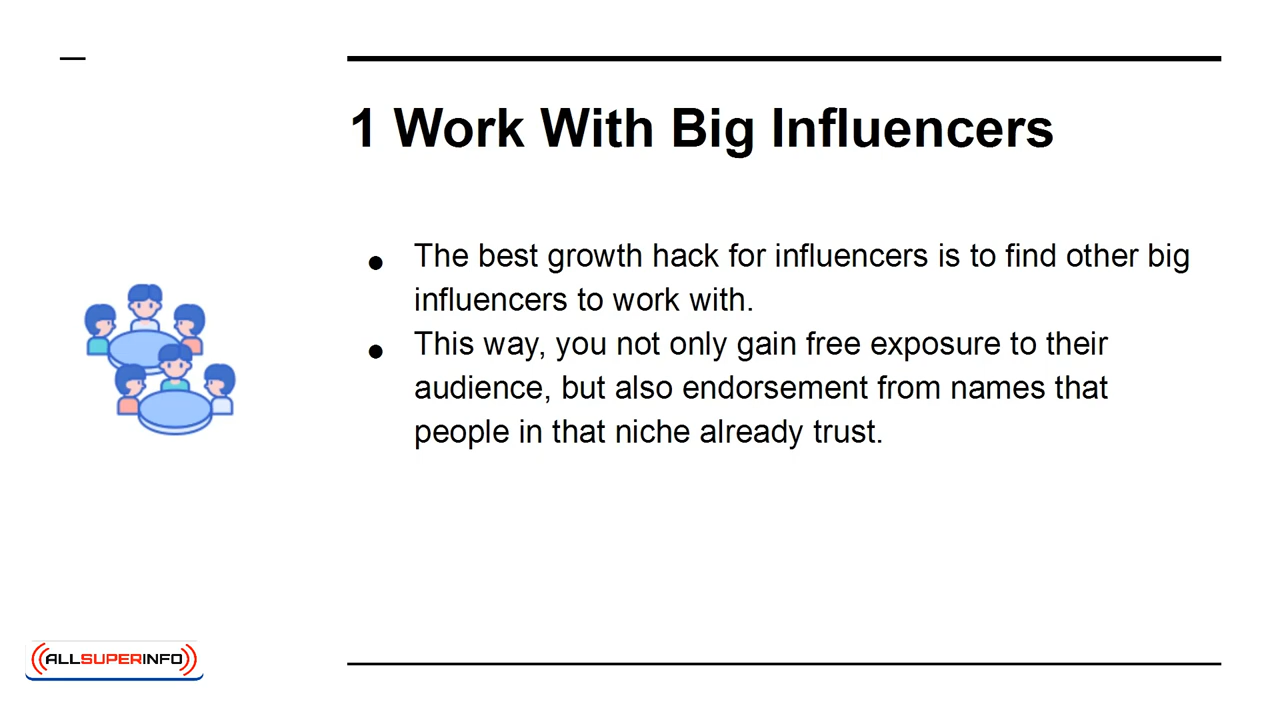 1 Work With Big Influencers
● The best growth hack for influencers is to find other big
influencers to work with.
● This way, you not only gain free exposure to their
audience, but also endorsement from names that
people in that niche already trust.
ALLSUPERINFO